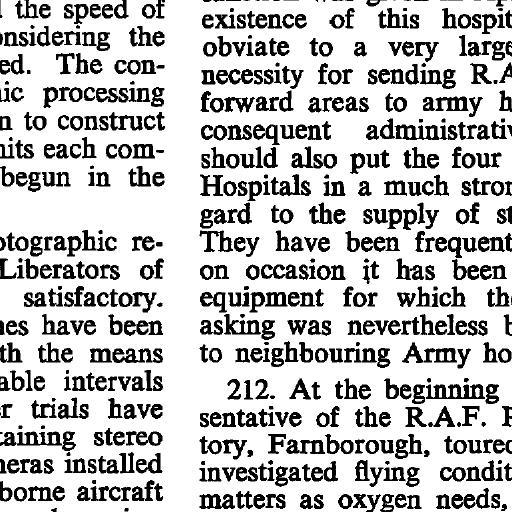 the speed of
onsidering the
ed. The con-
ic processing
n to construct
nits each com-
begun in the
otographic re-
Liberators of
satisfactory.
es have been
th the means
able intervals
r trials have
taining stereo
meras installed
borne aircraft
existence of this hospit
obviate to a very large
necessity for sending R.A
forward areas to army h
consequent administrativ
should also put the four
Hospitals in a much stron
gard to the supply of st
They have been frequent
on occasion it has been
equipment for which the
asking was nevertheless b
to neighbouring Army ho
212. At the beginning
sentative of the R.A.F. P
tory, Farnborough, toured
investigated flying condit
matters as oxygen needs,